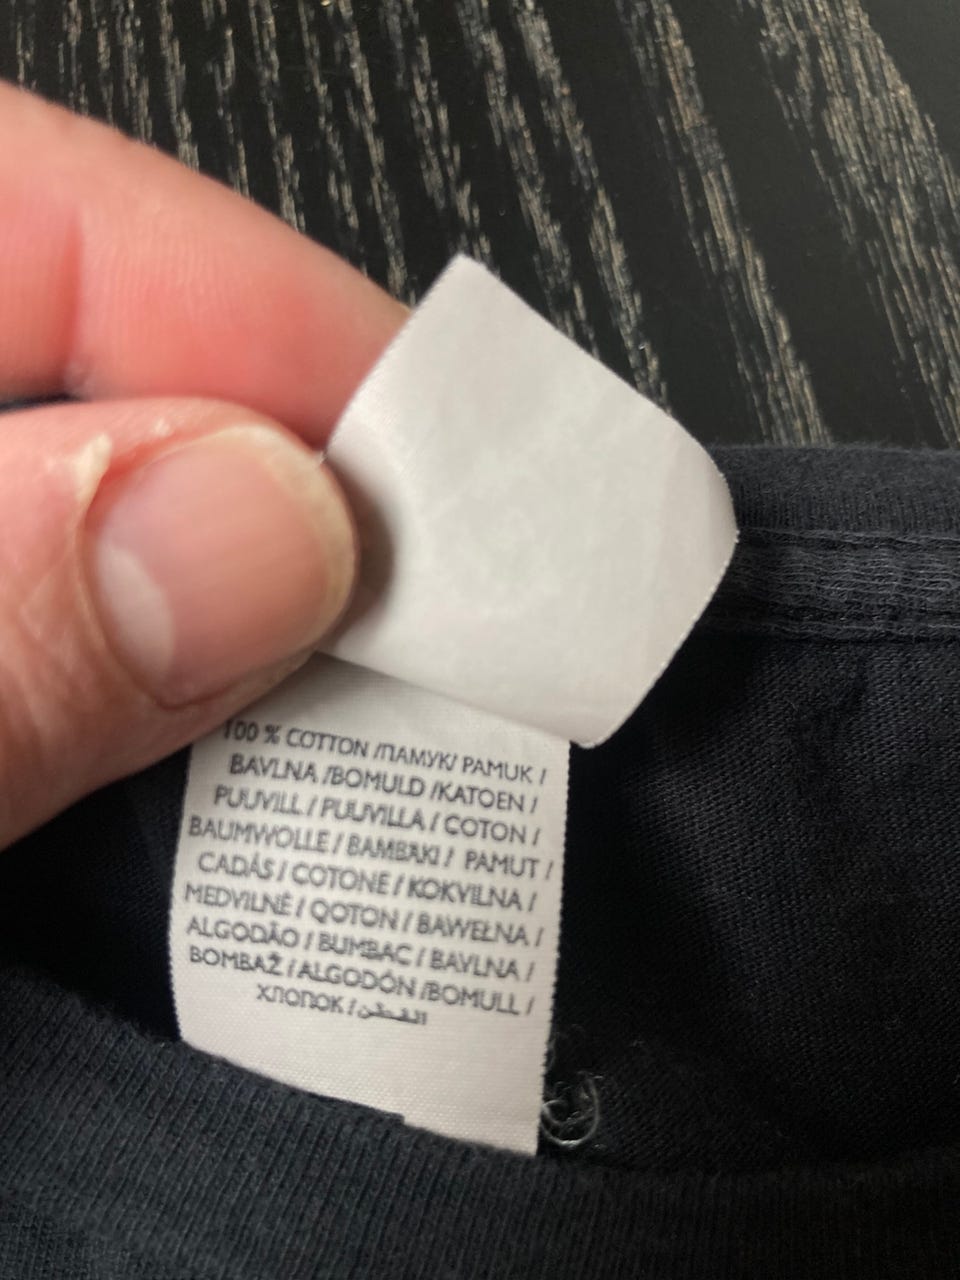 100 % COTTON /ПАМУК/ PAMUK /
BAVLNA /BOMULD /KATOEN /
PUUVILL / PUUVILLA / COTON /
BAUMWOLLE / BAMBAKI / PAMUT /
CADÁS / COTONE / KOKVILNA /
MEDVILNĖ / QOTON / BAWEŁNA /
ALGODÃO / BUMBAC / BAVLNA /
BOMBAŽ / ALGODÓN /BOMULL /
ХЛОПОК / القطن